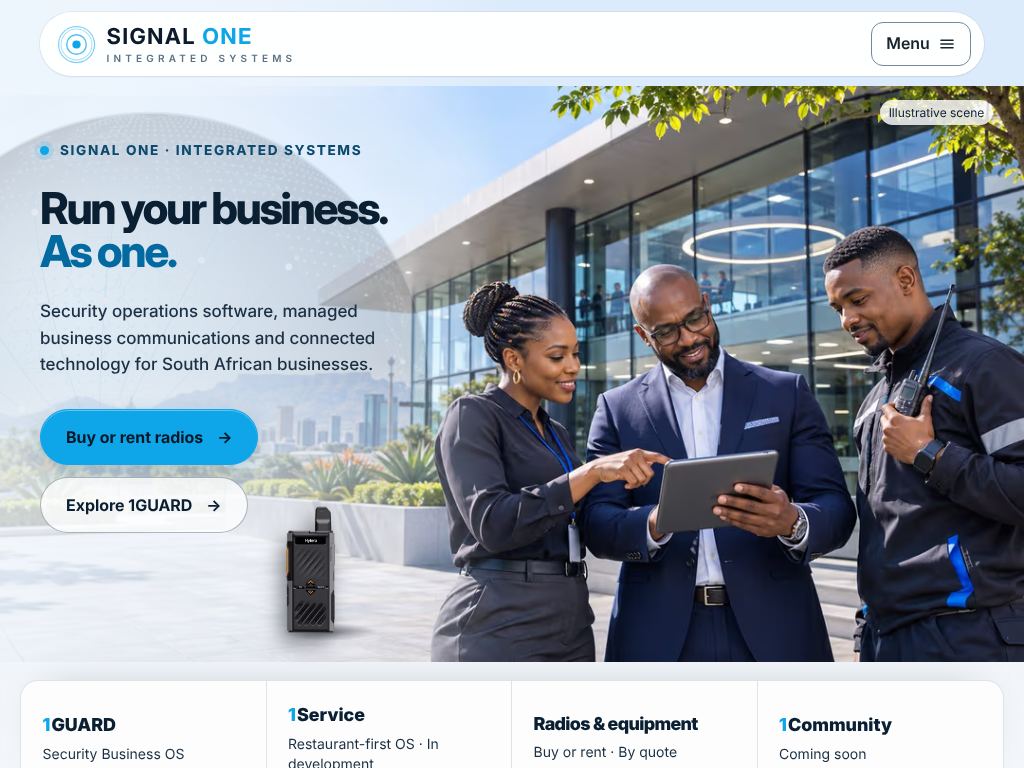 SIGNAL ONE
INTEGRATED SYSTEMS
Menu
Illustrative scene
SIGNAL ONE · INTEGRATED SYSTEMS
Run your business.
As one.
Security operations software, managed
business communications and connected
technology for South African businesses.
Buy or rent radios →
Explore 1GUARD →
Hytera
1GUARD
Security Business OS
1Service
Restaurant-first OS · In
development
Radios & equipment
Buy or rent · By quote
1Community
Coming soon